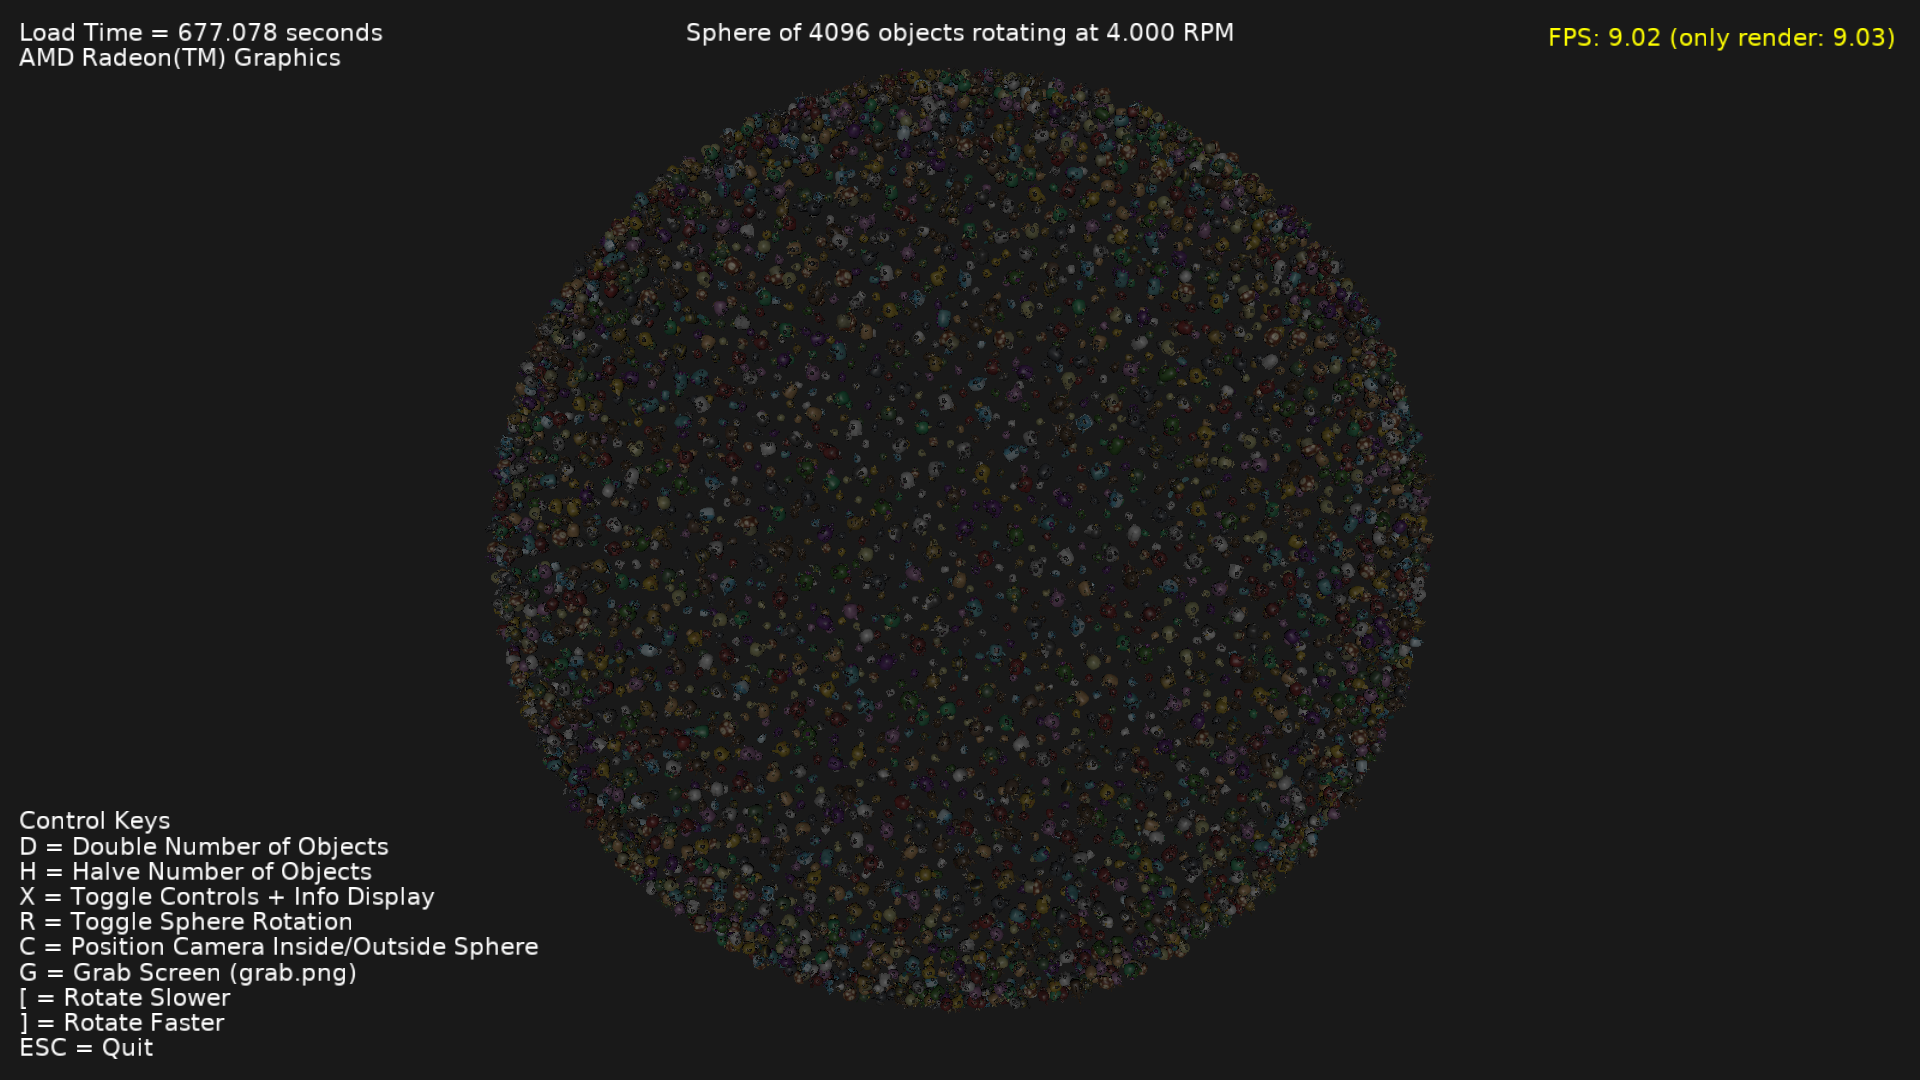 Load Time = 677.078 seconds
AMD Radeon(TM) Graphics
Sphere of 4096 objects rotating at 4.000 RPM
FPS: 9.02 (only render: 9.03)
Control Keys
D = Double Number of Objects
H = Halve Number of Objects
X = Toggle Controls + Info Display
R = Toggle Sphere Rotation
C = Position Camera Inside/Outside Sphere
G = Grab Screen (grab.png)
[ = Rotate Slower
] = Rotate Faster
ESC = Quit